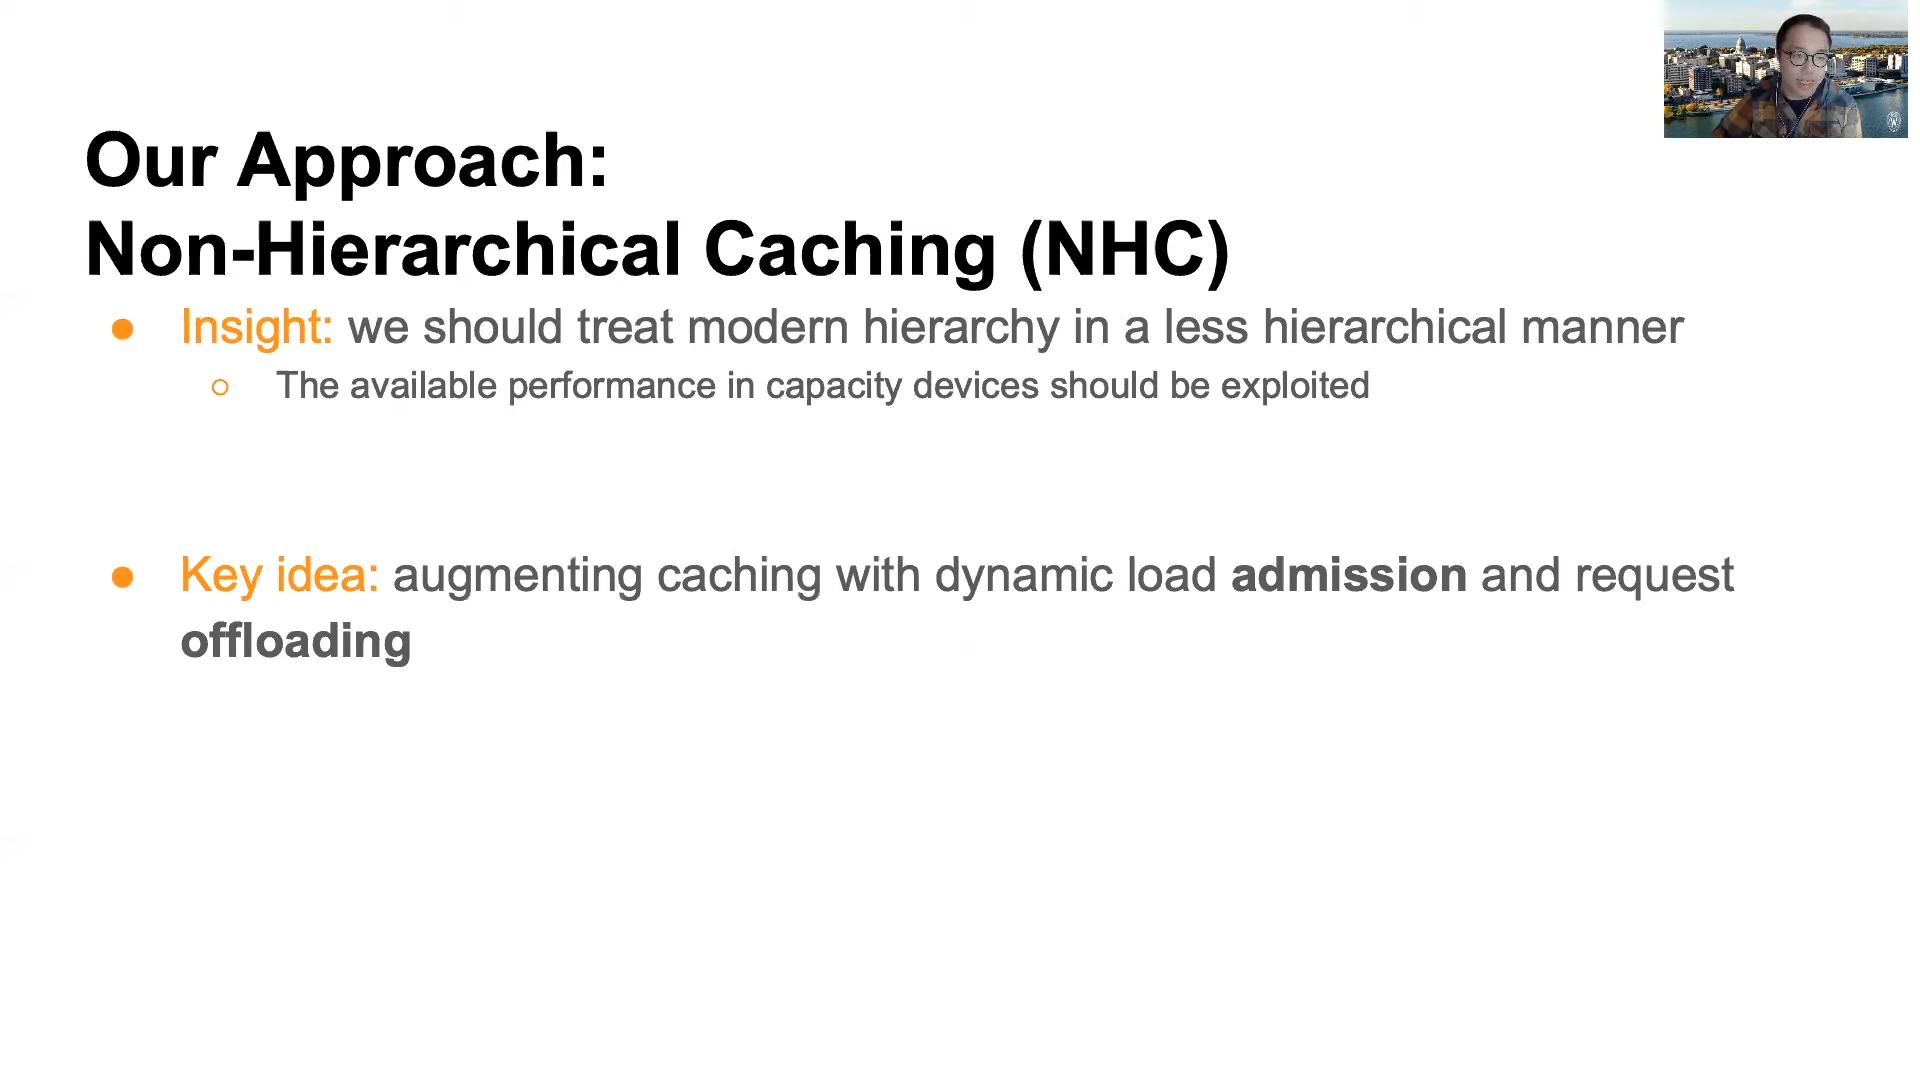 Our Approach:
Non-Hierarchical Caching (NHC)
● Insight: we should treat modern hierarchy in a less hierarchical manner
○ The available performance in capacity devices should be exploited
● Key idea: augmenting caching with dynamic load admission and request
offloading